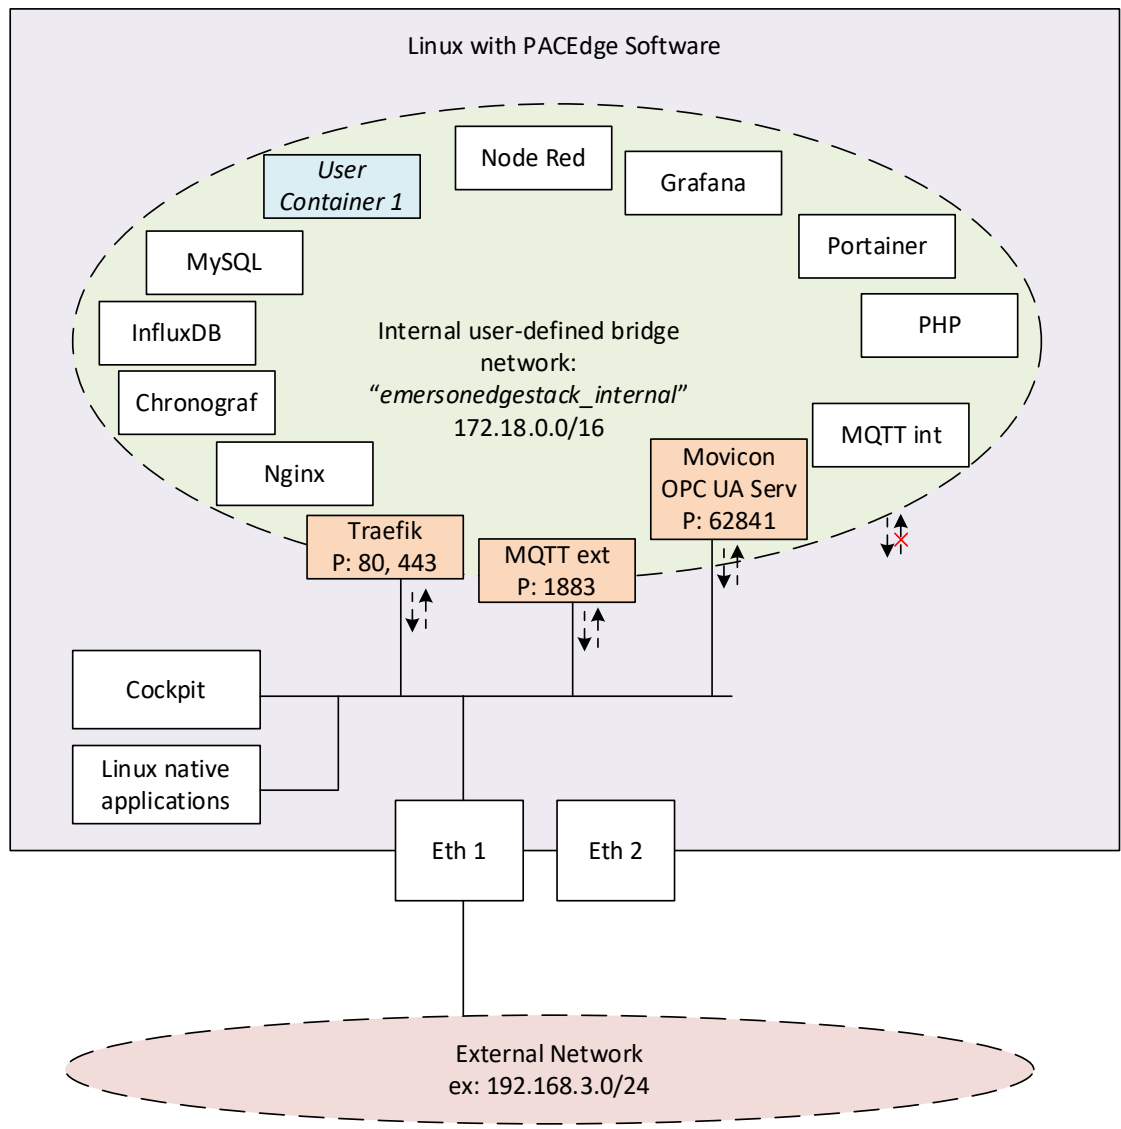 Linux with PACEdge Software
Node Red
User
Container 1
Grafana
Portainer
MySQL
InfluxDB
PHP
Internal user-defined bridge
network:
“emersonedgestack_internal”
172.18.0.0/16
Chronograf
MQTT int
Nginx
Movicon
OPC UA Serv
P: 62841
Traefik
P: 80, 443
MQTT ext
P: 1883
Cockpit
Linux native
applications
Eth 1
Eth 2
External Network
ex: 192.168.3.0/24